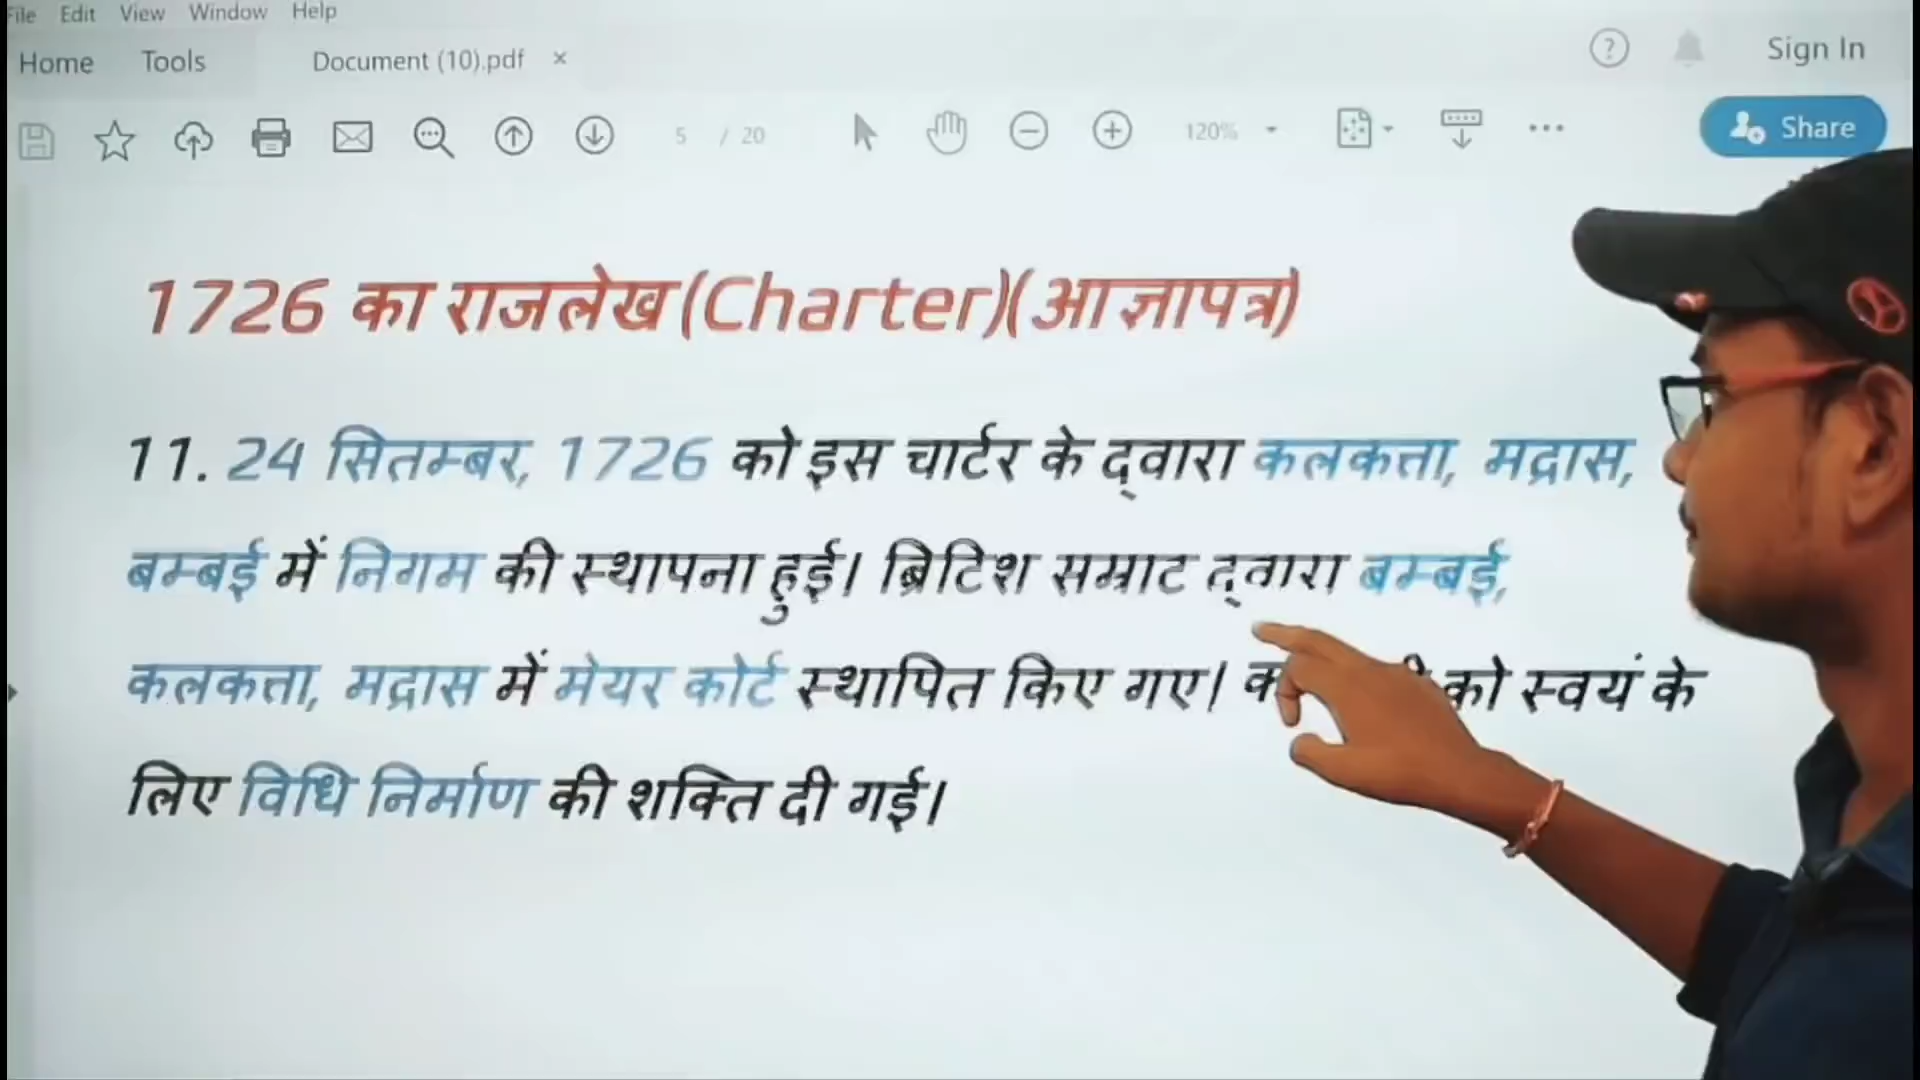 File Edit View Window Help
Home Tools Document (10).pdf × ? Sign In
5 / 20 120% Share
1726 का राजलेख(Charter)(आज्ञापत्र)
11. 24 सितम्बर, 1726 को इस चार्टर के द्वारा कलकत्ता, मद्रास,
बम्बई में निगम की स्थापना हुई। ब्रिटिश सम्राट द्वारा बम्बई,
कलकत्ता, मद्रास में मेयर कोर्ट स्थापित किए गए। को स्वयं के
लिए विधि निर्माण की शक्ति दी गई।